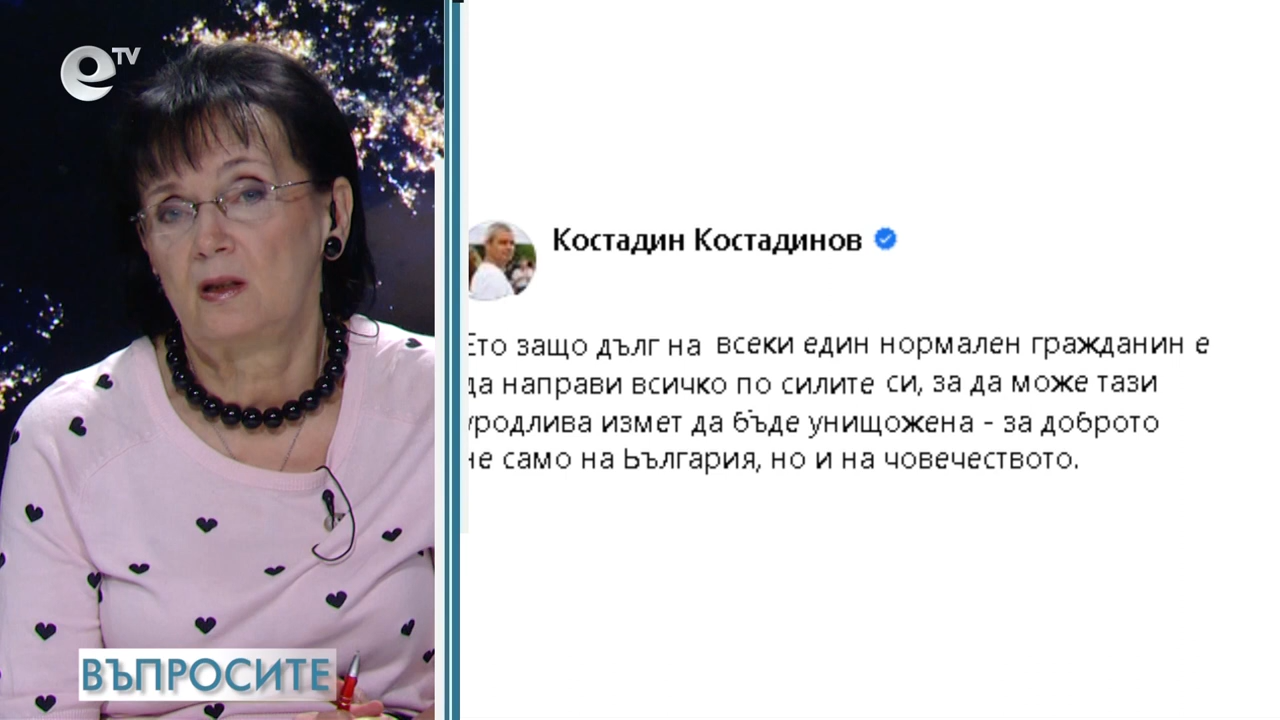 e TV
Костадин Костадинов
Ето защо дълг на всеки един нормален гражданин е
да направи всичко по силите си, за да може тази
уродлива измет да бъде унищожена - за доброто
не само на България, но и на човечеството.
ВЪПРОСИТЕ